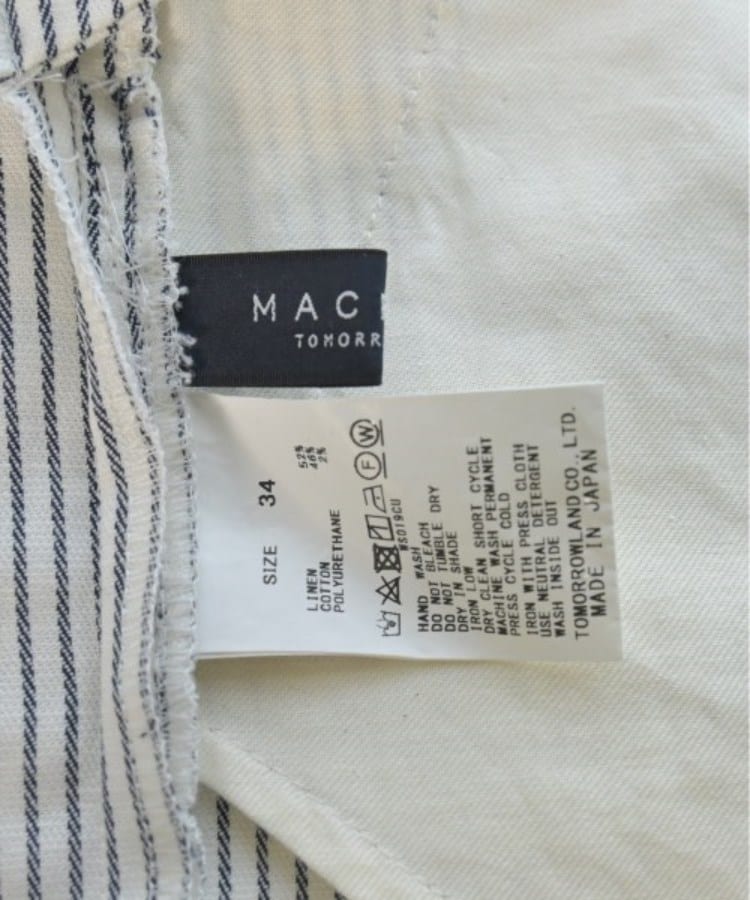 MAC
TOMORR
SIZE 34
LINEN 52%
COTTON 46%
POLYURETHANE 2%
F W
WS019CU
HAND WASH
DO NOT BLEACH
DO NOT TUMBLE DRY
DRY IN SHADE
IRON LOW
DRY CLEAN SHORT CYCLE
MACHINE WASH PERMANENT
PRESS CYCLE COLD
IRON WITH PRESS CLOTH
USE NEUTRAL DETERGENT
WASH INSIDE OUT
TOMORROWLAND CO., LTD.
MADE IN JAPAN